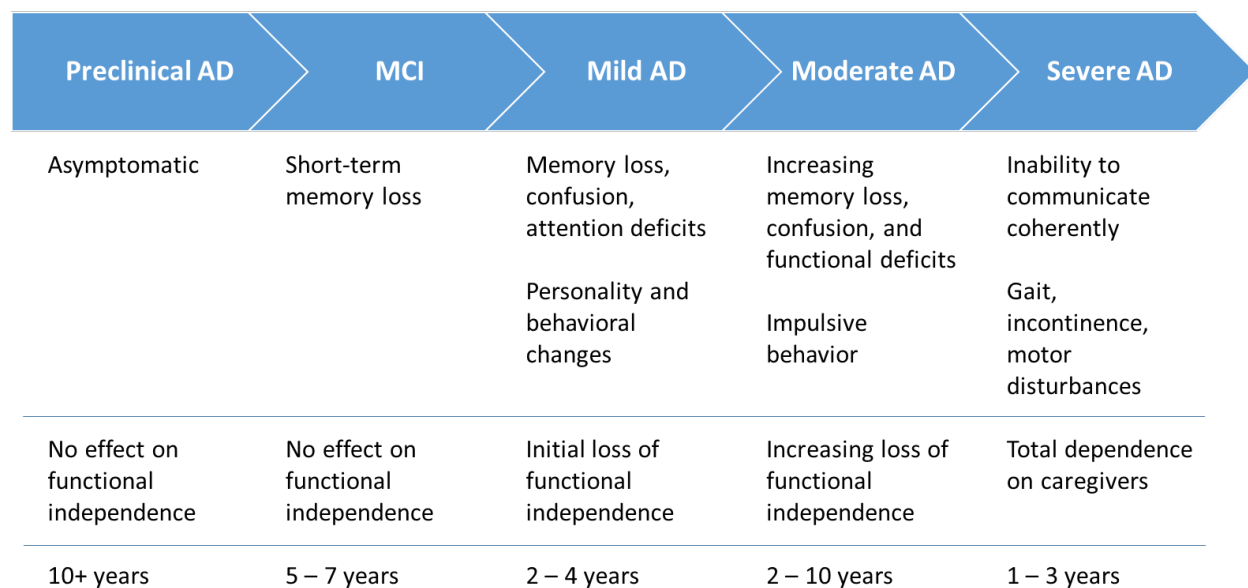 Preclinical AD
MCI
Mild AD
Moderate AD
Severe AD
Asymptomatic
Short-term
memory loss
Memory loss,
confusion,
attention deficits
Personality and
behavioral
changes
Increasing
memory loss,
confusion, and
functional deficits
Impulsive
behavior
Inability to
communicate
coherently
Gait,
incontinence,
motor
disturbances
No effect on
functional
independence
No effect on
functional
independence
Initial loss of
functional
independence
Increasing loss of
functional
independence
Total dependence
on caregivers
10+ years
5 – 7 years
2 – 4 years
2 – 10 years
1 – 3 years